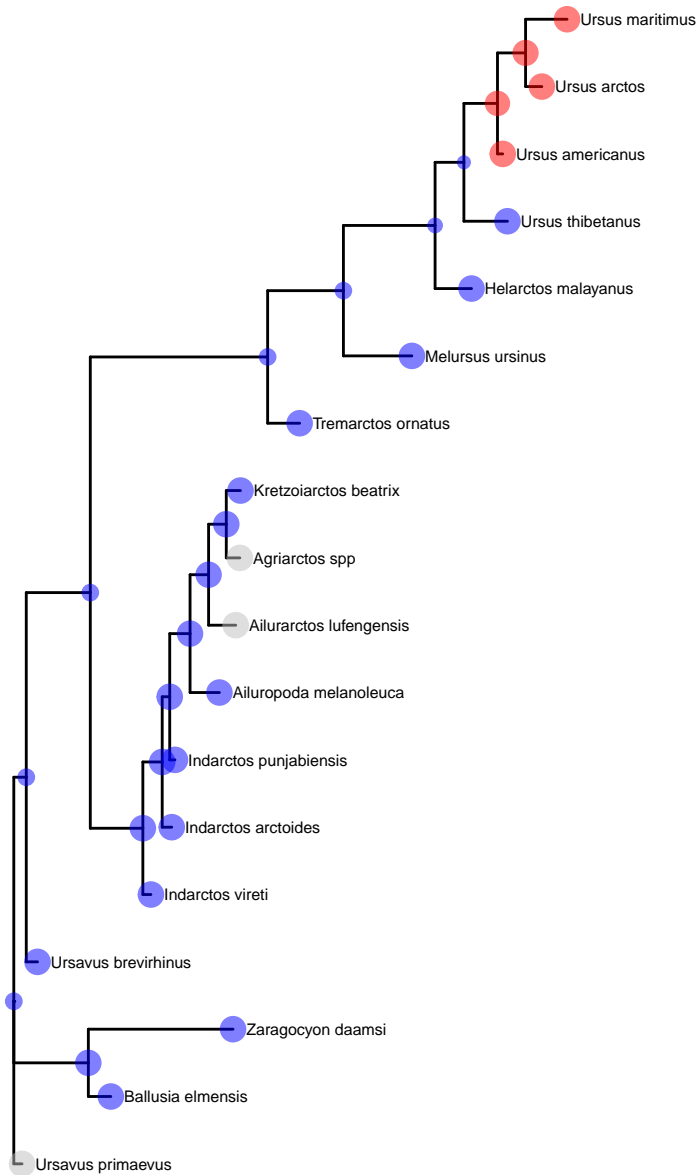 Ursus maritimus
Ursus arctos
Ursus americanus
Ursus thibetanus
Helarctos malayanus
Melursus ursinus
Tremarctos ornatus
Kretzoiarctos beatrix
Agriarctos spp
Ailurarctos lufengensis
Ailuropoda melanoleuca
Indarctos punjabiensis
Indarctos arctoides
Indarctos vireti
Ursavus brevirhinus
Zaragocyon daamsi
Ballusia elmensis
Ursavus primaevus